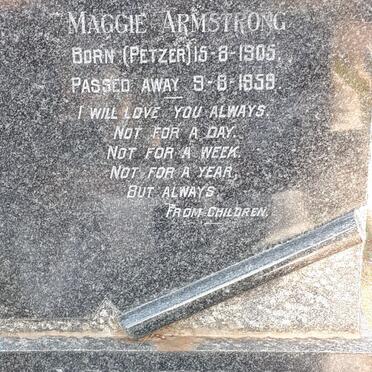 MAGGIE ARMSTRONG
BORN (PETZER) 15-8-1905.
PASSED AWAY 9-6-1959.
I WILL LOVE YOU ALWAYS.
NOT FOR A DAY.
NOT FOR A WEEK.
NOT FOR A YEAR,
BUT ALWAYS
FROM CHILDREN.